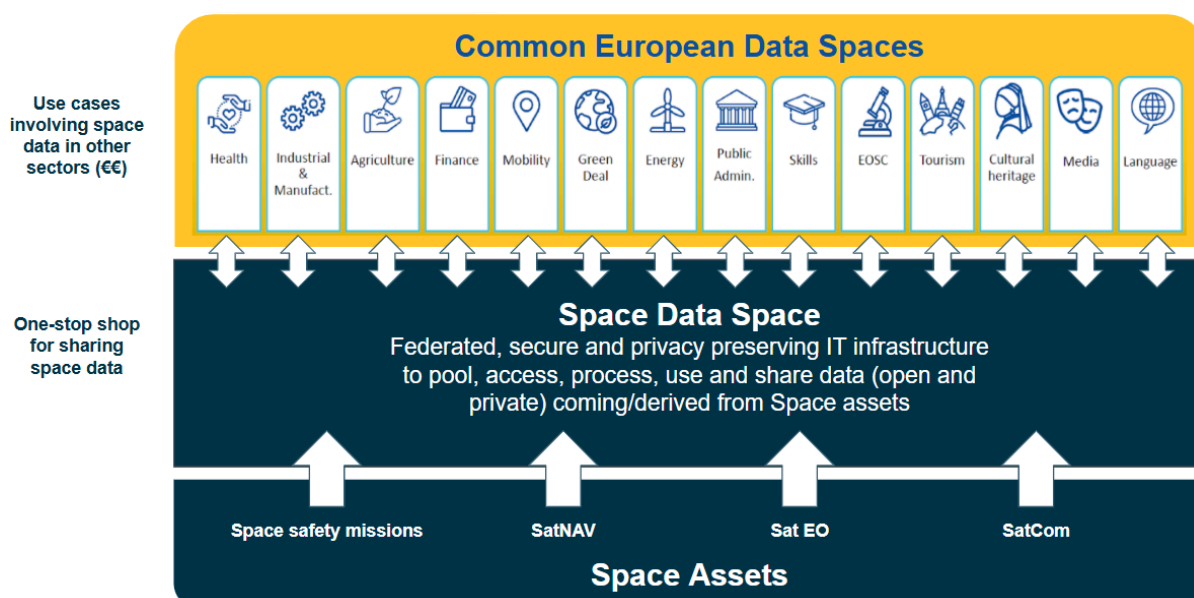 Common European Data Spaces
Use cases
involving space
data in other
sectors (€€)
Health
Industrial
&
Manufact.
Agriculture
Finance
Mobility
Green
Deal
Energy
Public
Admin.
Skills
EOSC
Tourism
Cultural
heritage
Media
Language
One-stop shop
for sharing
space data
Space Data Space
Federated, secure and privacy preserving IT infrastructure
to pool, access, process, use and share data (open and
private) coming/derived from Space assets
Space safety missions
SatNAV
Sat EO
SatCom
Space Assets